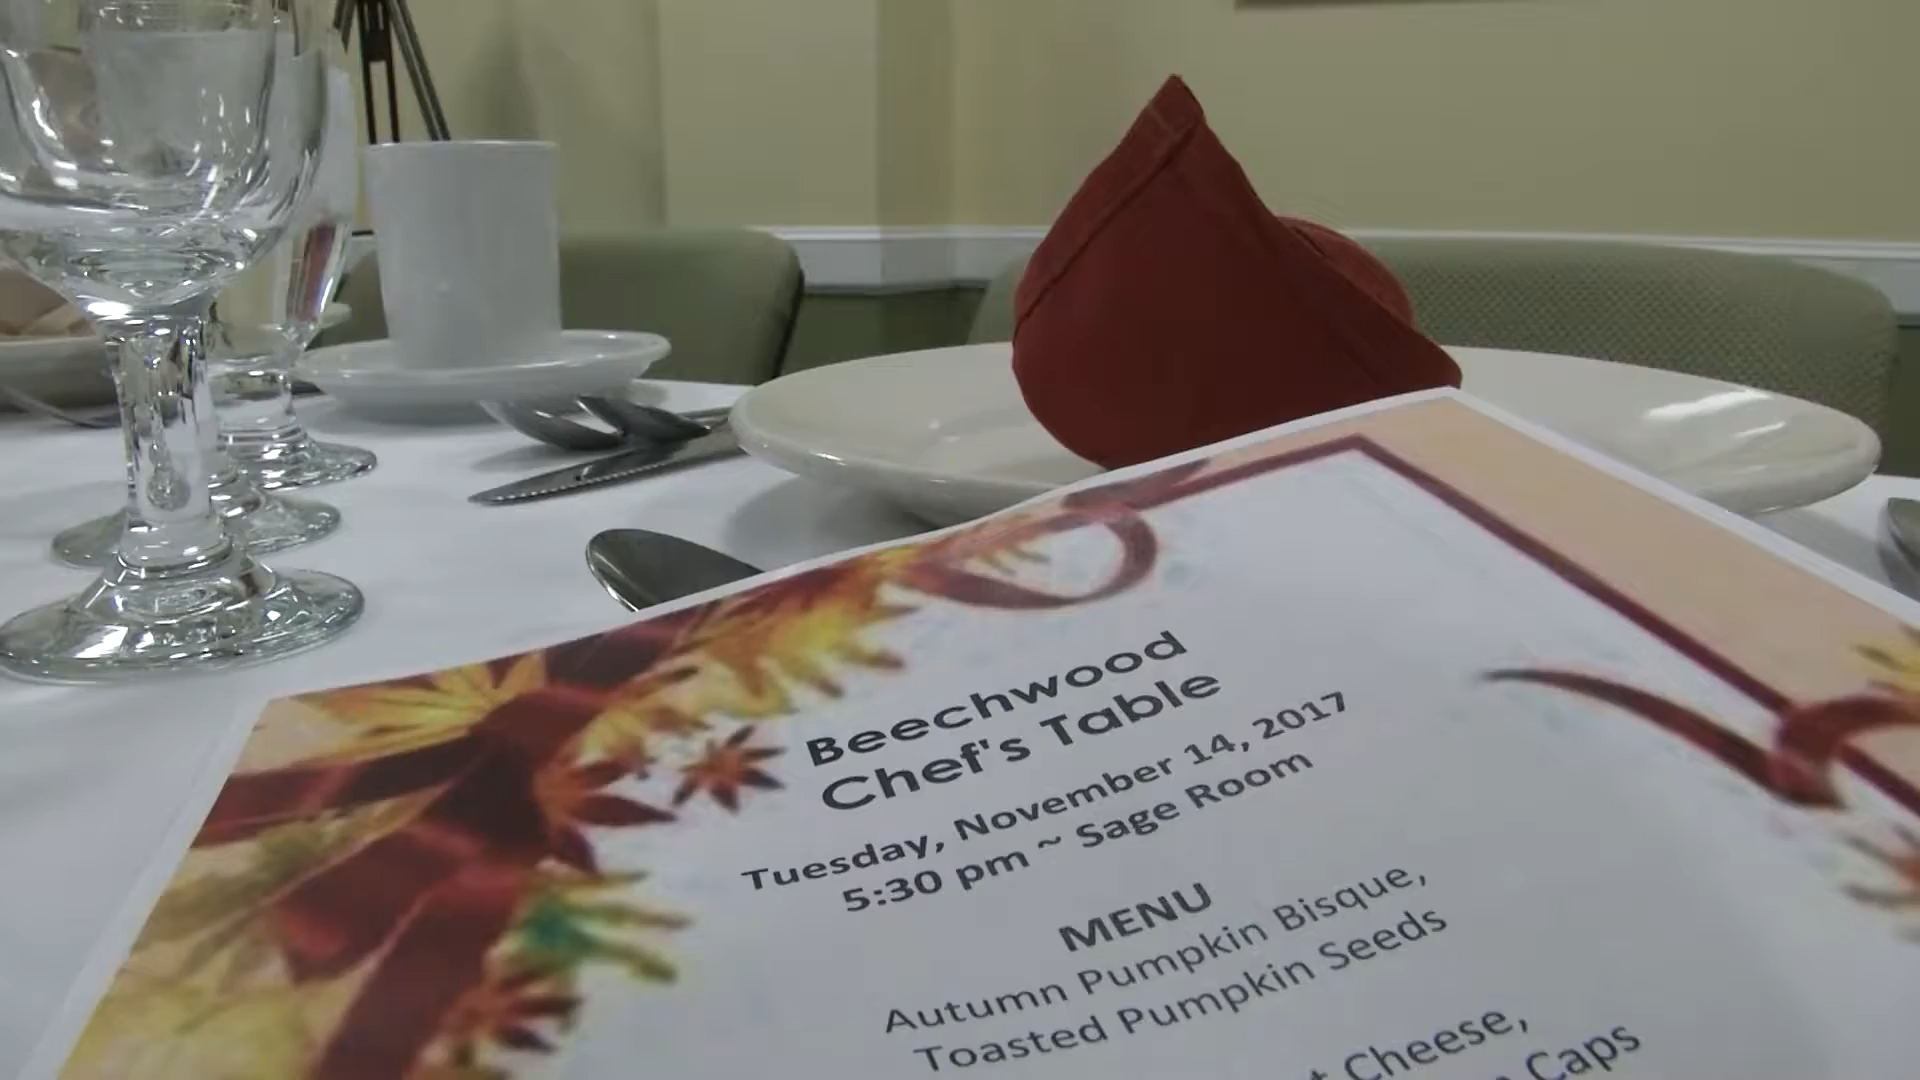 Beechwood
Chef's Table
Tuesday, November 14, 2017
5:30 pm ~ Sage Room
MENU
Autumn Pumpkin Bisque,
Toasted Pumpkin Seeds
Cheese,
Caps